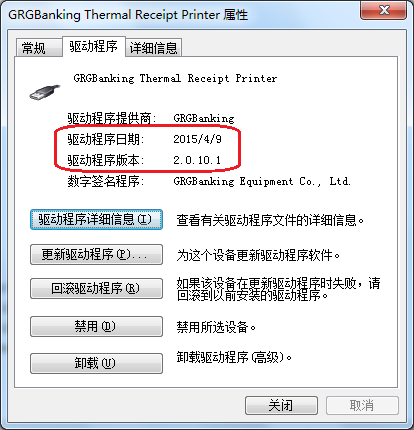 GRGBanking Thermal Receipt Printer 属性
常规 驱动程序 详细信息
GRGBanking Thermal Receipt Printer
驱动程序提供商: GRGBanking
驱动程序日期: 2015/4/9
驱动程序版本: 2.0.10.1
数字签名程序: GRGBanking Equipment Co., Ltd.
驱动程序详细信息(I) 查看有关驱动程序文件的详细信息。
更新驱动程序(P)... 为这个设备更新驱动程序软件。
回滚驱动程序(R) 如果该设备在更新驱动程序时失败,请
回滚到以前安装的驱动程序。
禁用(D) 禁用所选设备。
卸载(U) 卸载驱动程序(高级)。
关闭 取消